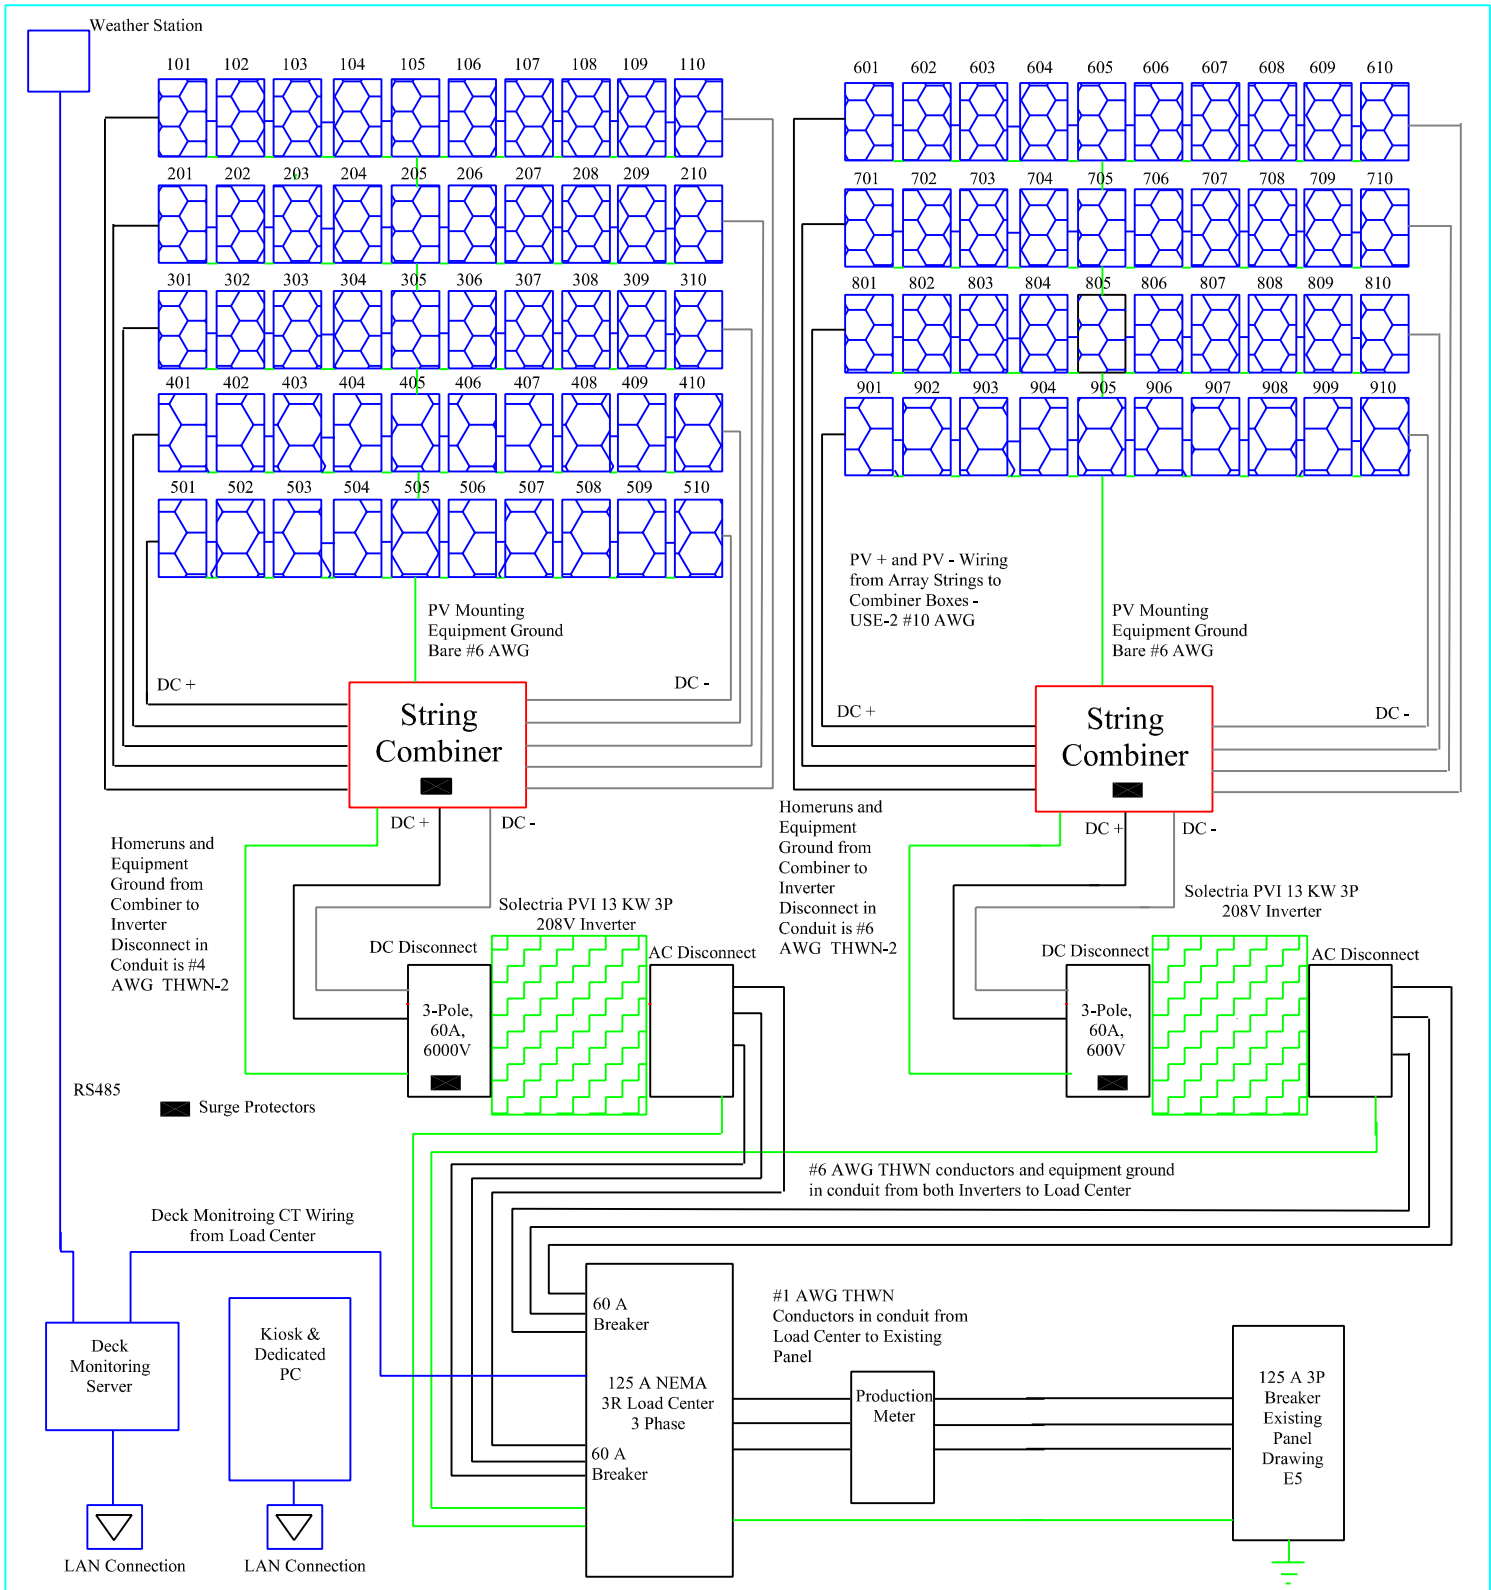 Weather Station
101 102 103 104 105 106 107 108 109 110
201 202 203 204 205 206 207 208 209 210
301 302 303 304 305 306 307 308 309 310
401 402 403 404 405 406 407 408 409 410
501 502 503 504 505 506 507 508 509 510
601 602 603 604 605 606 607 608 609 610
701 702 703 704 705 706 707 708 709 710
801 802 803 804 805 806 807 808 809 810
901 902 903 904 905 906 907 908 909 910
PV Mounting
Equipment Ground
Bare #6 AWG
PV + and PV - Wiring
from Array Strings to
Combiner Boxes -
USE-2 #10 AWG
PV Mounting
Equipment Ground
Bare #6 AWG
DC +
DC -
String
Combiner
DC +
DC -
DC +
DC -
String
Combiner
DC +
DC -
Homeruns and
Equipment
Ground from
Combiner to
Inverter
Disconnect in
Conduit is #4
AWG THWN-2
Solectria PVI 13 KW 3P
208V Inverter
DC Disconnect
AC Disconnect
3-Pole,
60A,
6000V
Homeruns and
Equipment
Ground from
Combiner to
Inverter
Disconnect in
Conduit is #6
AWG THWN-2
Solectria PVI 13 KW 3P
208V Inverter
DC Disconnect
AC Disconnect
3-Pole,
60A,
600V
RS485
Surge Protectors
#6 AWG THWN conductors and equipment ground
in conduit from both Inverters to Load Center
Deck Monitroing CT Wiring
from Load Center
Deck
Monitoring
Server
Kiosk &
Dedicated
PC
LAN Connection
LAN Connection
60 A
Breaker
125 A NEMA
3R Load Center
3 Phase
60 A
Breaker
#1 AWG THWN
Conductors in conduit from
Load Center to Existing
Panel
Production
Meter
125 A 3P
Breaker
Existing
Panel
Drawing
E5